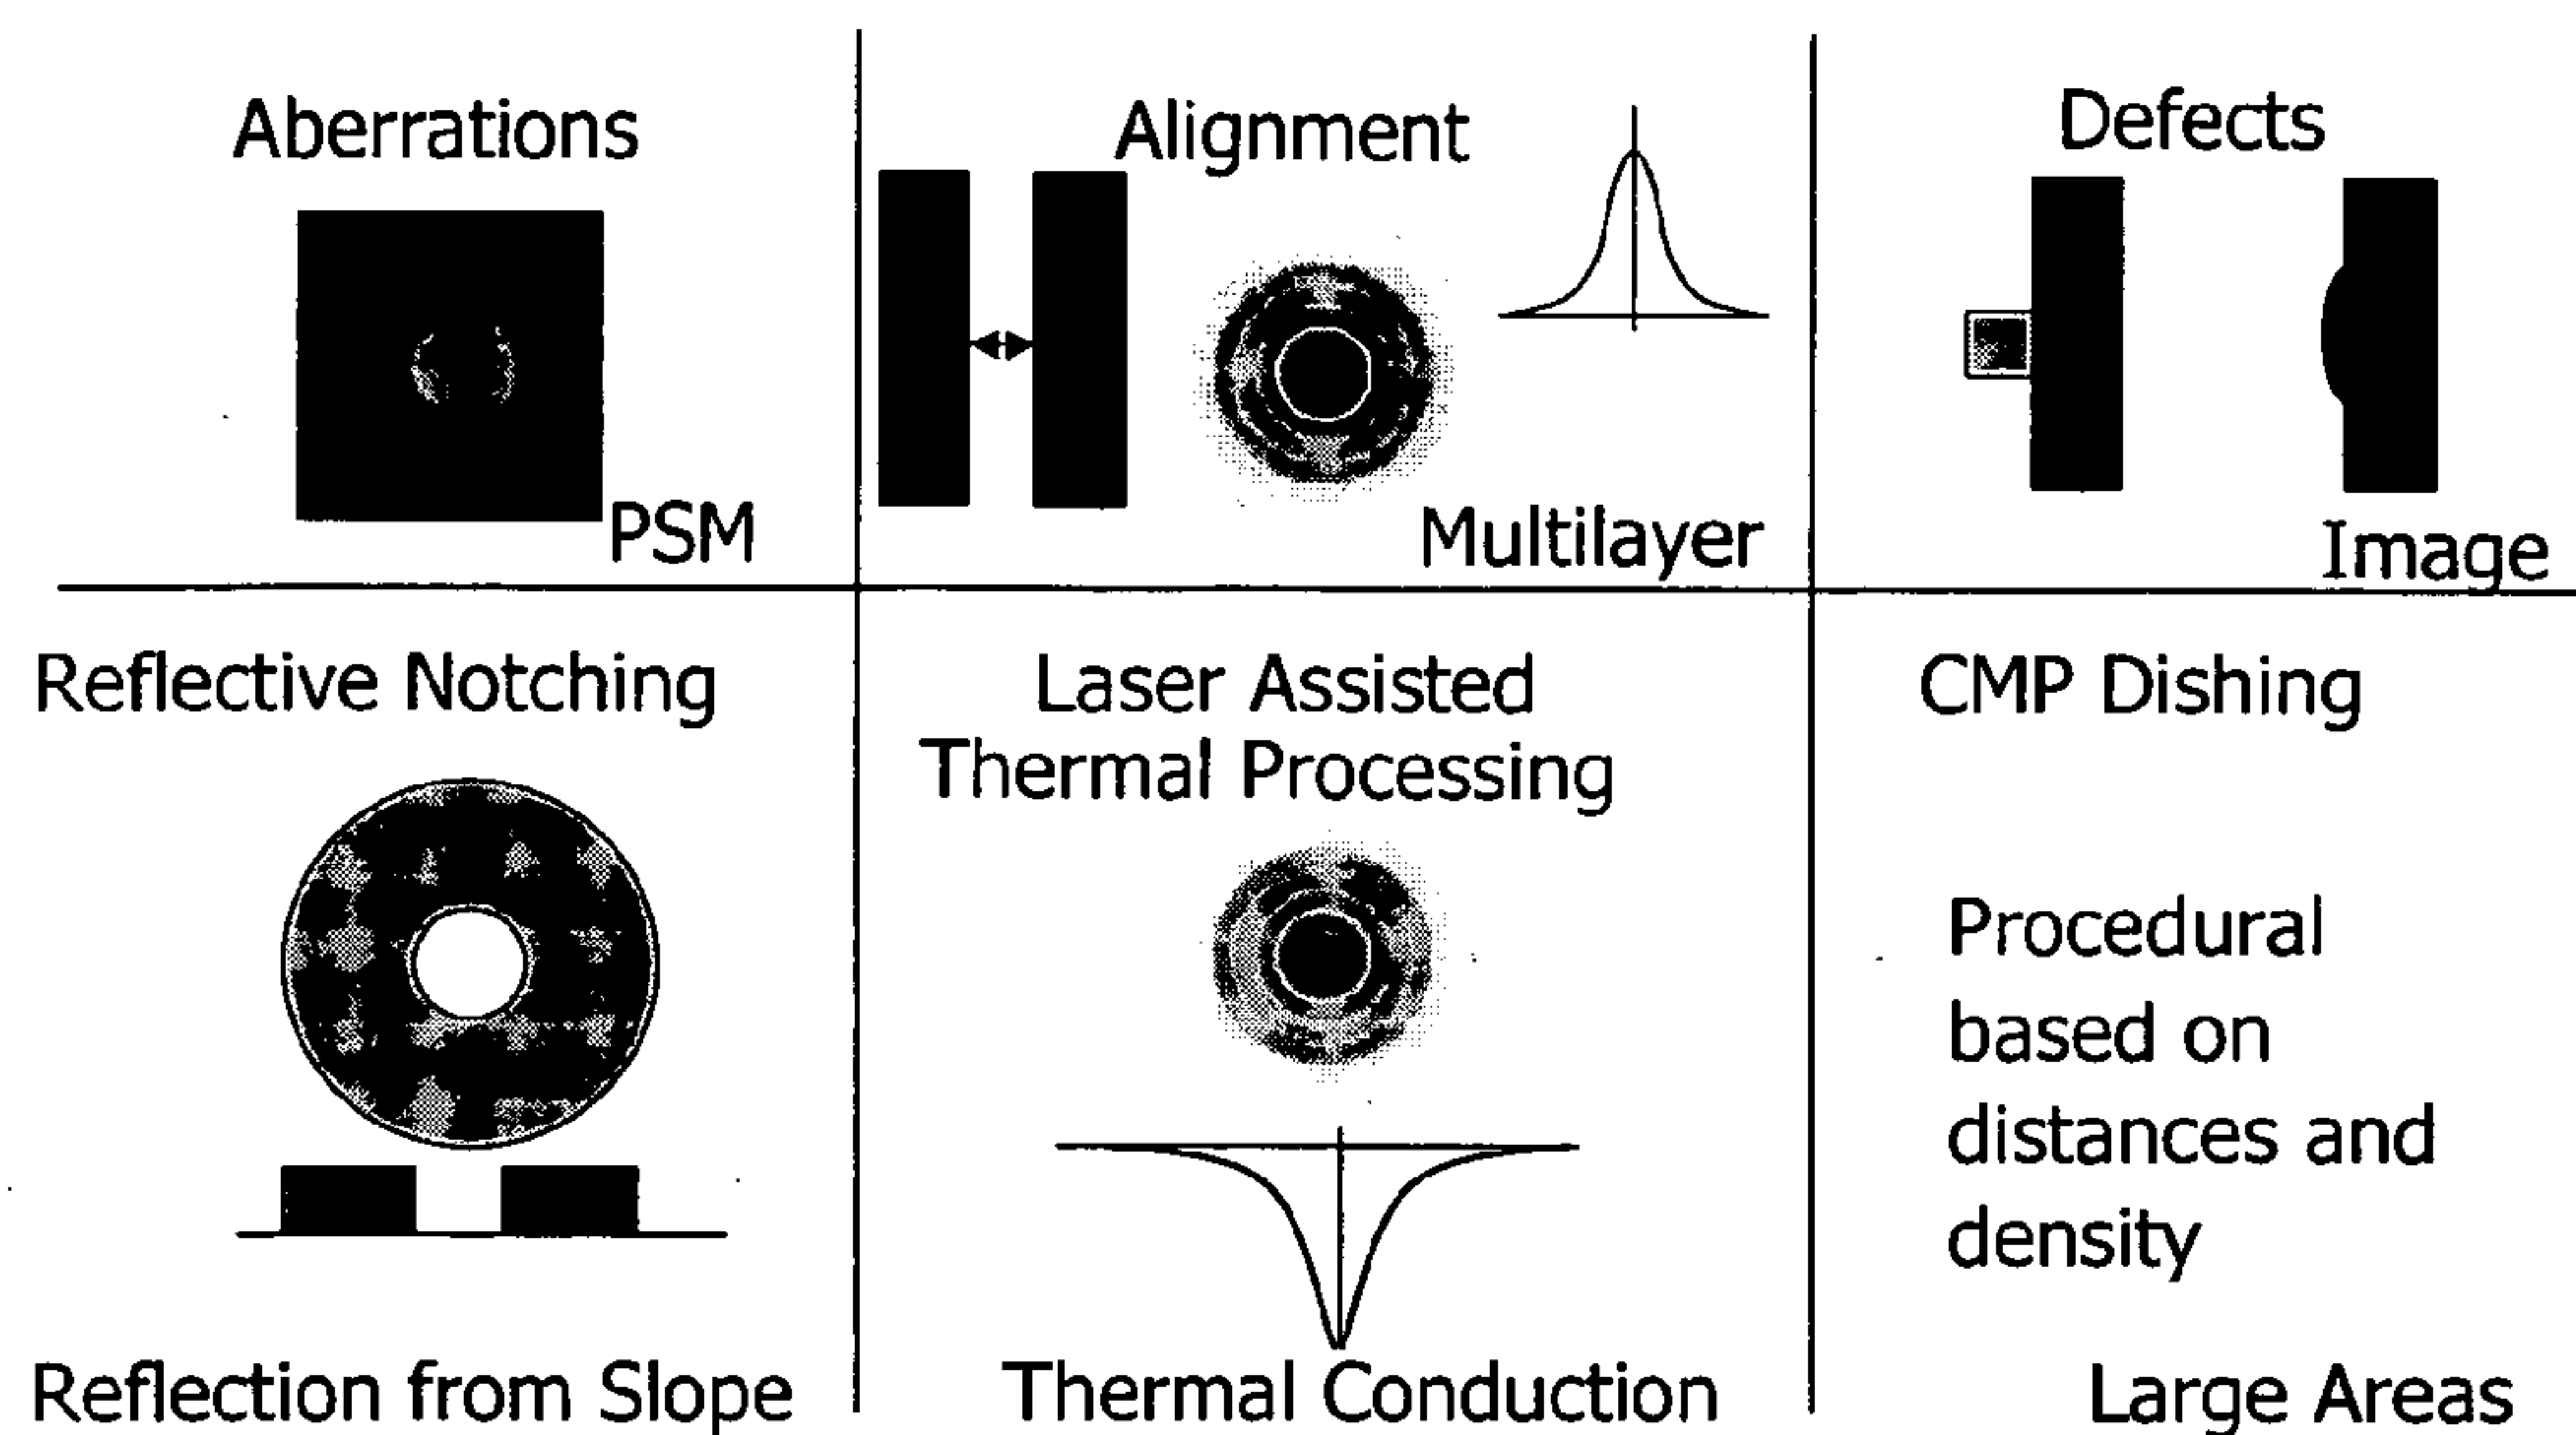 Aberrations
PSM
Alignment
Multilayer
Defects
Image
Reflective Notching
Reflection from Slope
Laser Assisted
Thermal Processing
Thermal Conduction
CMP Dishing
Procedural
based on
distances and
density
Large Areas